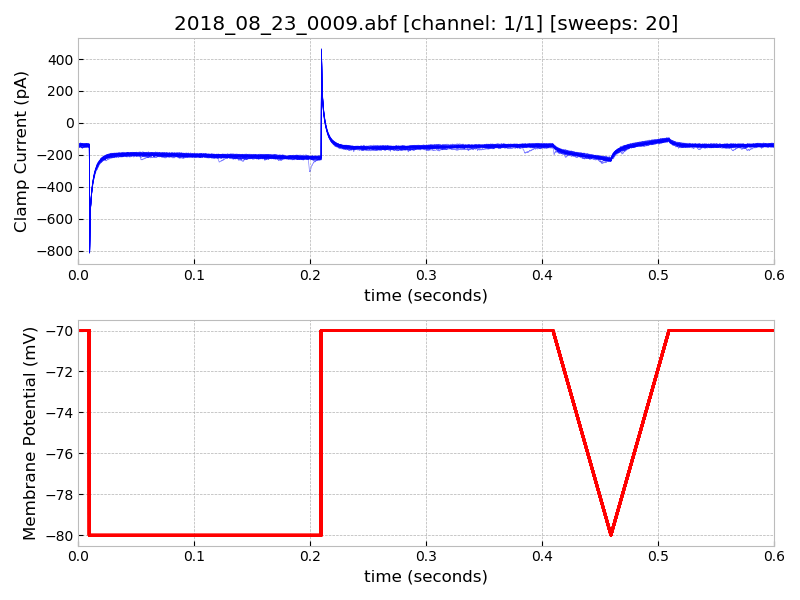 2018_08_23_0009.abf [channel: 1/1] [sweeps: 20]
Clamp Current (pA)
400
200
0
−200
−400
−600
−800
0.0 0.1 0.2 0.3 0.4 0.5 0.6
time (seconds)
Membrane Potential (mV)
−70
−72
−74
−76
−78
−80
0.0 0.1 0.2 0.3 0.4 0.5 0.6
time (seconds)